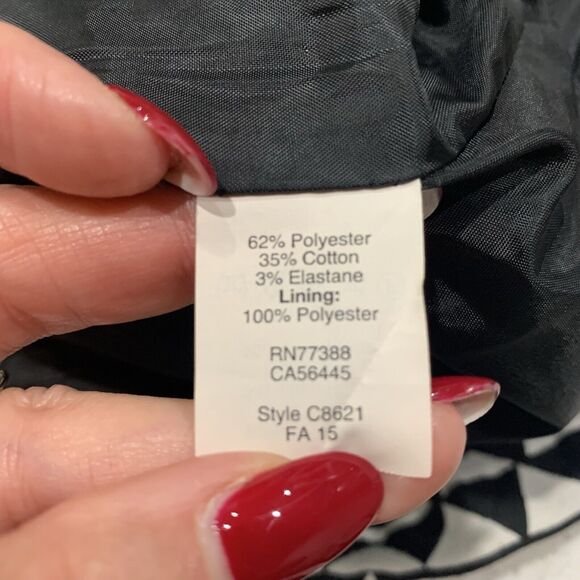 62% Polyester
35% Cotton
3% Elastane
Lining:
100% Polyester
RN77388
CA56445
Style C8621
FA 15